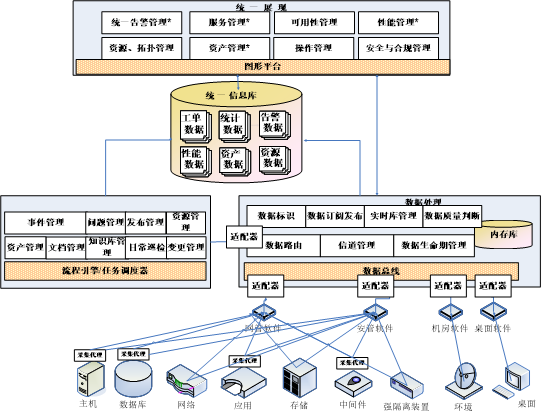 统一展现
统一告警管理* 服务管理* 可用性管理 性能管理*
资源、拓扑管理 资产管理* 操作管理 安全与合规管理
图形平台
统一信息库
工单数据 统计数据 告警数据
性能数据 资产数据 资源数据
数据处理
事件管理 问题管理 发布管理 资源管理
数据标识 数据订阅发布 实时库管理 数据质量判断
适配器
内存库
资产管理 文档管理 知识库管理 日常巡检 变更管理
数据路由 信道管理 数据生命期管理
流程引擎/任务调度器
数据总线
适配器 适配器 适配器 适配器
网管软件 安管软件 机房软件 桌面软件
采集代理 采集代理 采集代理 采集代理
主机 数据库 网络 应用 存储 中间件 强隔离装置 环境 桌面